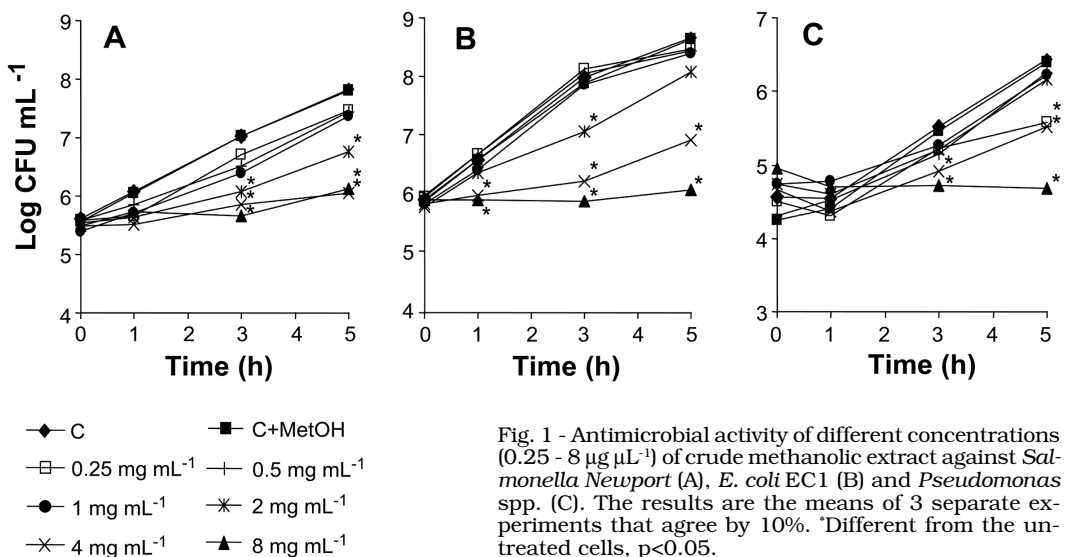 A
B
C
Log CFU mL -1
9
8
7
6
5
4
0
1
2
3
4
5
Time (h)
9
8
7
6
5
4
0
1
2
3
4
5
Time (h)
7
6
5
4
3
0
1
2
3
4
5
Time (h)
* * * * * *
* * * * * * *
* * * * *
C
C+MetOH
0.25 mg mL-1
0.5 mg mL-1
1 mg mL-1
2 mg mL-1
4 mg mL-1
8 mg mL-1
Fig. 1 - Antimicrobial activity of different concentrations
(0.25 - 8 µg µL-1) of crude methanolic extract against Sal-
monella Newport (A), E. coli EC1 (B) and Pseudomonas
spp. (C). The results are the means of 3 separate ex-
periments that agree by 10%. *Different from the un-
treated cells, p<0.05.